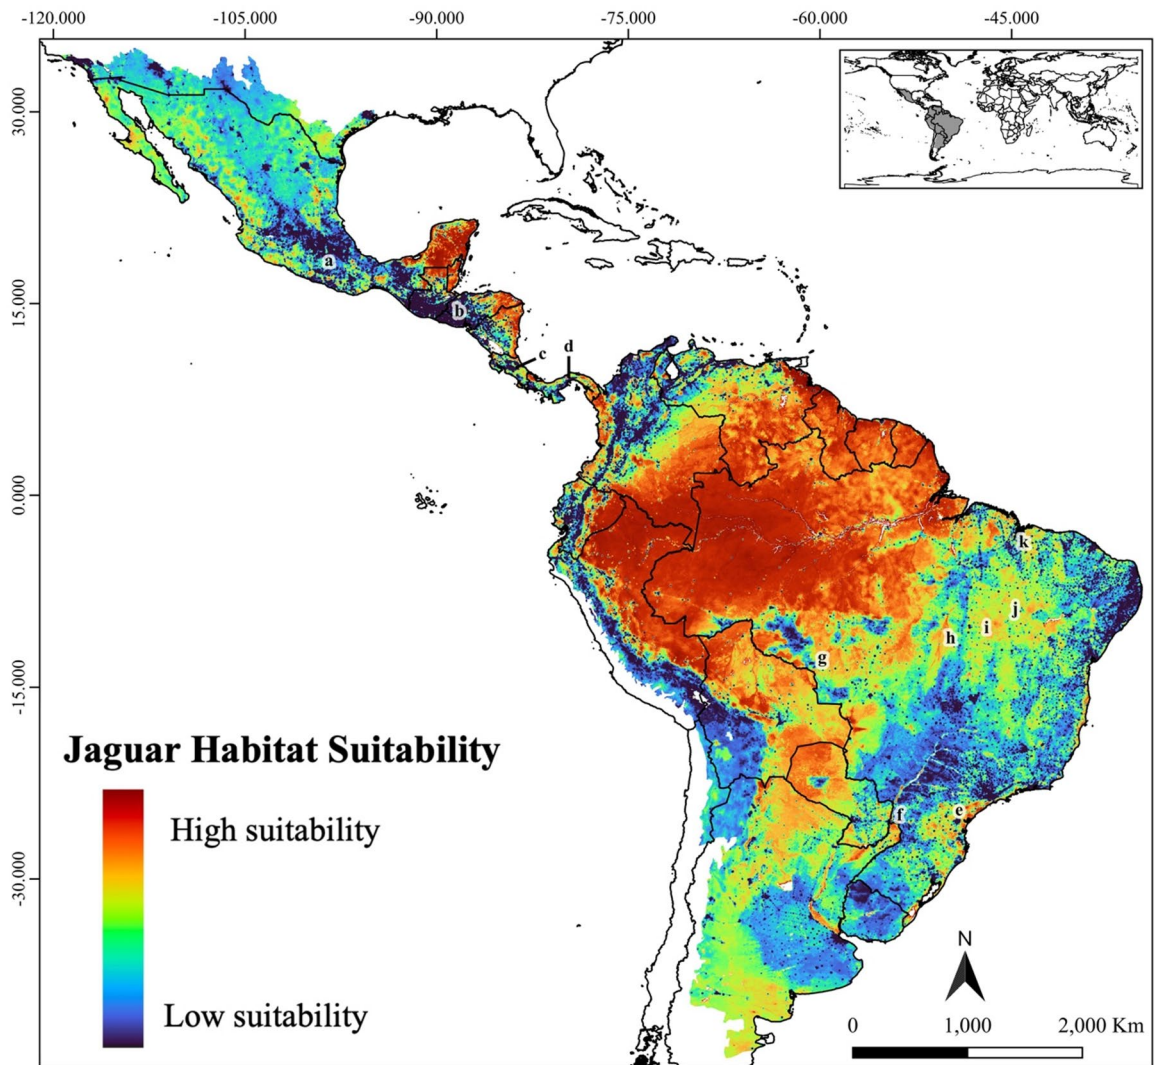 -120.000 -105.000 -90.000 -75.000 -60.000 -45.000
30.000
15.000
0.000
-15.000
-30.000
a
b
c
d
k
j
i
h
g
f
e
Jaguar Habitat Suitability
High suitability
Low suitability
N
0 1,000 2,000 Km